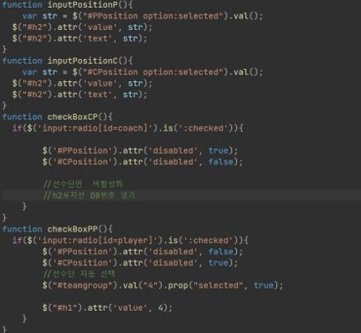 function inputPositionP(){
var str = $("#PPosition option:selected").val();
$("#h2").attr('value', str);
$("#h2").attr('text', str);
}
function inputPositionC(){
var str = $("#CPosition option:selected").val();
$("#h2").attr('value', str);
$("#h2").attr('text', str);
}
function checkBoxCP(){
if($('input:radio[id=coach]').is(':checked')){
$('#PPosition').attr('disabled', true);
$('#CPosition').attr('disabled', false);
//선수단만 비활성화
//h2포지션 DB번호 넣기
}
}
function checkBoxPP(){
if($('input:radio[id=player]').is(':checked')){
$('#PPosition').attr('disabled', false);
$('#CPosition').attr('disabled', true);
//선수단 자동 선택
$("#teamgroup").val("4").prop("selected", true);
$("#h1").attr('value', 4);
}
}